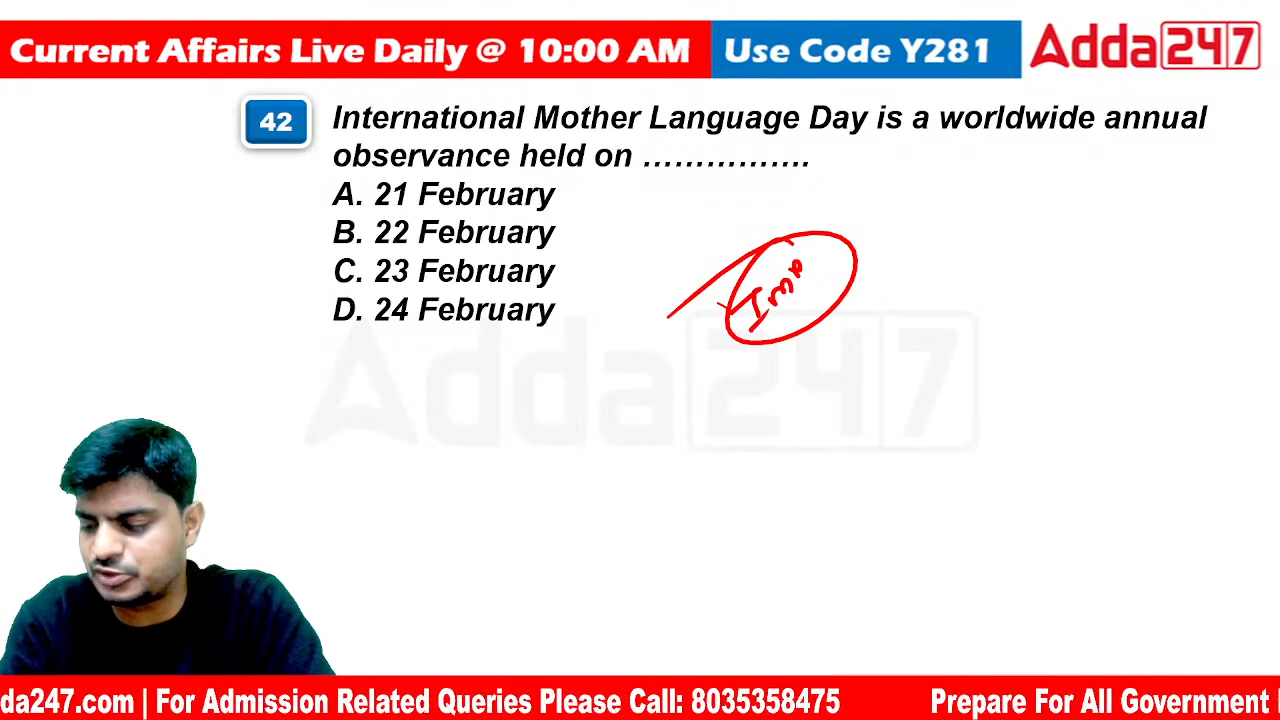 Current Affairs Live Daily @ 10:00 AM
Use Code Y281
Adda247
42
International Mother Language Day is a worldwide annual
observance held on …………….
A. 21 February
B. 22 February
C. 23 February
D. 24 February
Adda247
da247.com | For Admission Related Queries Please Call: 8035358475
Prepare For All Government